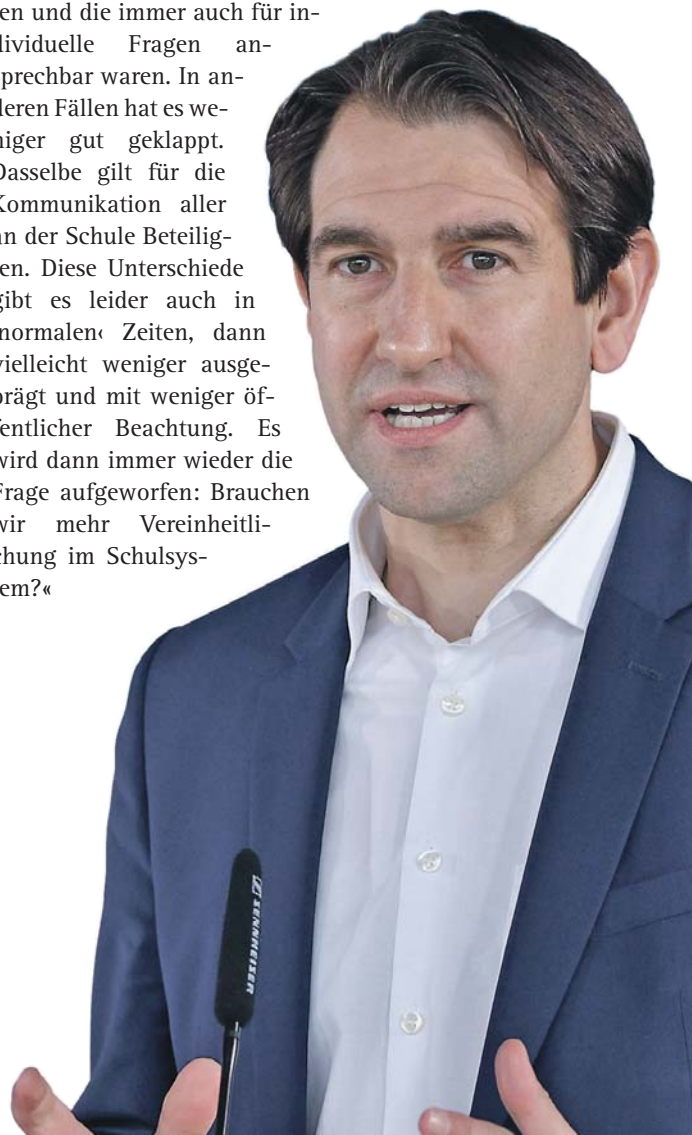 en und die immer auch für in-
dividuelle Fragen an-
sprechbar waren. In an-
deren Fällen hat es we-
niger gut geklappt.
Dasselbe gilt für die
Kommunikation aller
an der Schule Beteilig-
en. Diese Unterschiede
gibt es leider auch in
normalen‹ Zeiten, dann
vielleicht weniger ausge-
prägt und mit weniger öf-
fentlicher Beachtung. Es
wird dann immer wieder die
Frage aufgeworfen: Brauchen
wir mehr Vereinheitli-
chung im Schulsys-
tem?«
SENNHEISER